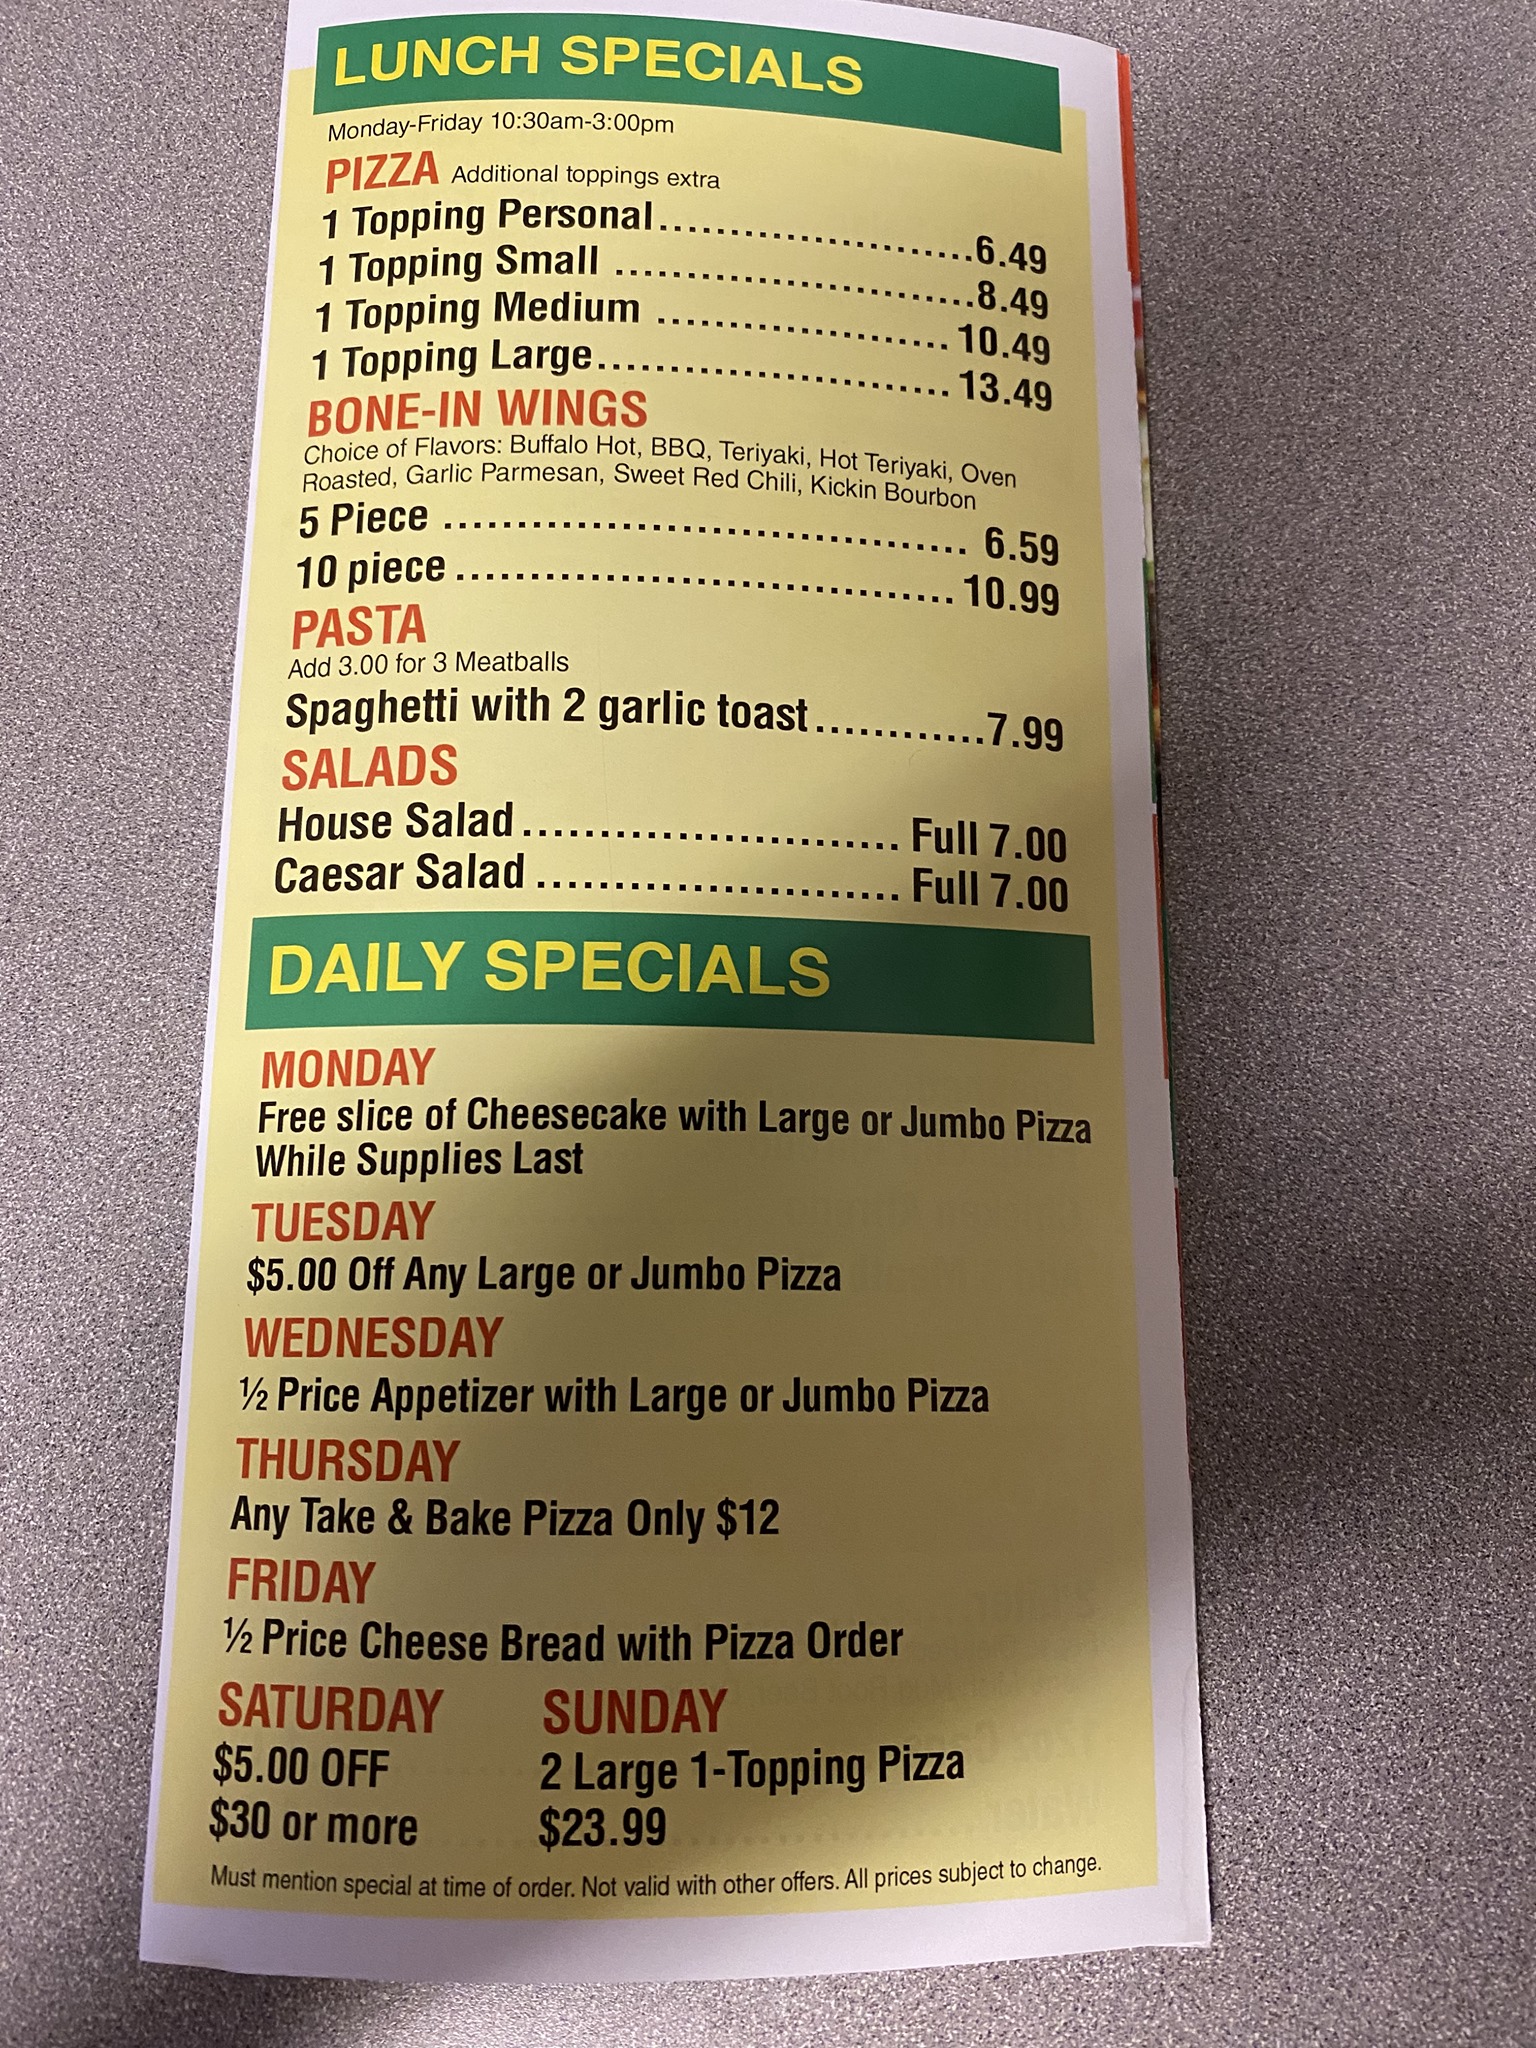 LUNCH SPECIALS
Monday-Friday 10:30am-3:00pm
PIZZA Additional toppings extra
1 Topping Personal......................6.49
1 Topping Small .........................8.49
1 Topping Medium .................... 10.49
1 Topping Large........................ 13.49
BONE-IN WINGS
Choice of Flavors: Buffalo Hot, BBQ, Teriyaki, Hot Teriyaki, Oven
Roasted, Garlic Parmesan, Sweet Red Chili, Kickin Bourbon
5 Piece .................................... 6.59
10 piece .................................. 10.99
PASTA
Add 3.00 for 3 Meatballs
Spaghetti with 2 garlic toast............7.99
SALADS
House Salad......................... Full 7.00
Caesar Salad ........................ Full 7.00
DAILY SPECIALS
MONDAY
Free slice of Cheesecake with Large or Jumbo Pizza
While Supplies Last
TUESDAY
$5.00 Off Any Large or Jumbo Pizza
WEDNESDAY
½ Price Appetizer with Large or Jumbo Pizza
THURSDAY
Any Take & Bake Pizza Only $12
FRIDAY
½ Price Cheese Bread with Pizza Order
SATURDAY
$5.00 OFF
$30 or more
SUNDAY
2 Large 1-Topping Pizza
$23.99
Must mention special at time of order. Not valid with other offers. All prices subject to change.